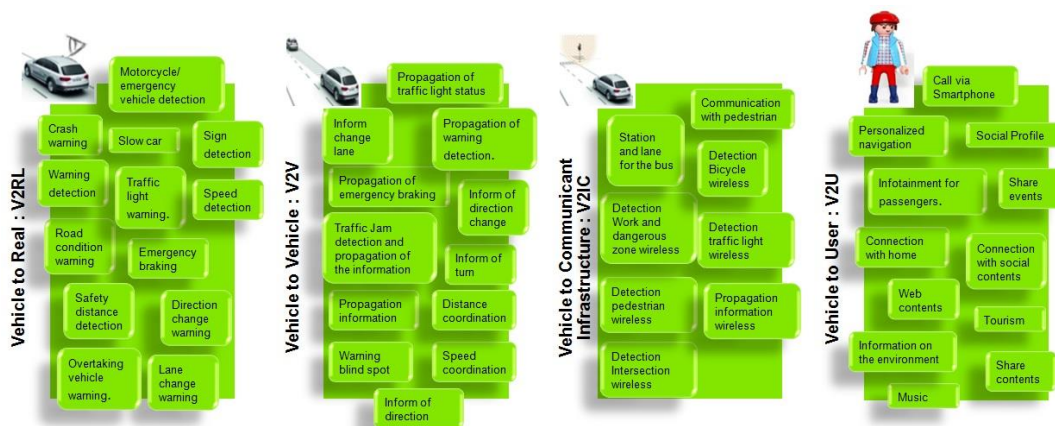 Vehicle to Real : V2RL
Motorcycle/
emergency
vehicle detection
Crash
warning
Slow car
Sign
detection
Warning
detection
Traffic
light
warning.
Speed
detection
Road
condition
warning
Emergency
braking
Safety
distance
detection
Direction
change
warning
Overtaking
vehicle
warning.
Lane
change
warning
Vehicle to Vehicle : V2V
Propagation of
traffic light status
Inform
change
lane
Propagation of
warning
detection.
Propagation of
emergency braking
Inform of
direction
change
Traffic Jam
detection and
propagation of
the information
Inform of
turn
Propagation
information
Distance
coordination
Warning
blind spot
Speed
coordination
Inform of
direction
Vehicle to Communicant
Infrastructure : V2IC
Communication
with pedestrian
Station
and lane
for the bus
Detection
Bicycle
wireless
Detection
Work and
dangerous
zone wireless
Detection
traffic light
wireless
Detection
pedestrian
wireless
Propagation
information
wireless
Detection
Intersection
wireless
Vehicle to User : V2U
Call via
Smartphone
Personalized
navigation
Social Profile
Infotainment for
passengers.
Share
events
Connection
with home
Connection
with social
contents
Web
contents
Tourism
Information on
the environment
Share
contents
Music